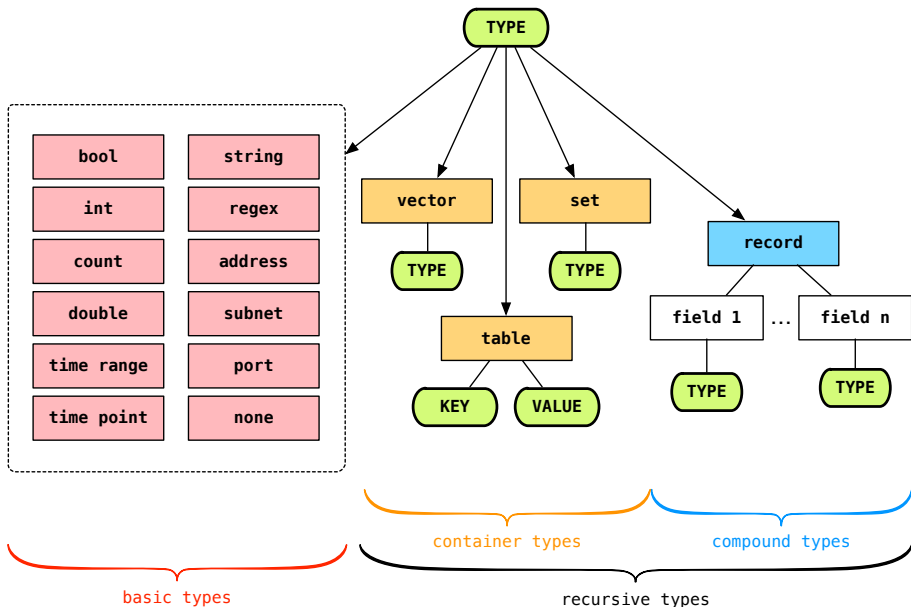 TYPE
bool
string
int
regex
count
address
double
subnet
time range
port
time point
none
vector
set
TYPE
TYPE
table
KEY
VALUE
record
field 1
...
field n
TYPE
TYPE
container types
compound types
basic types
recursive types